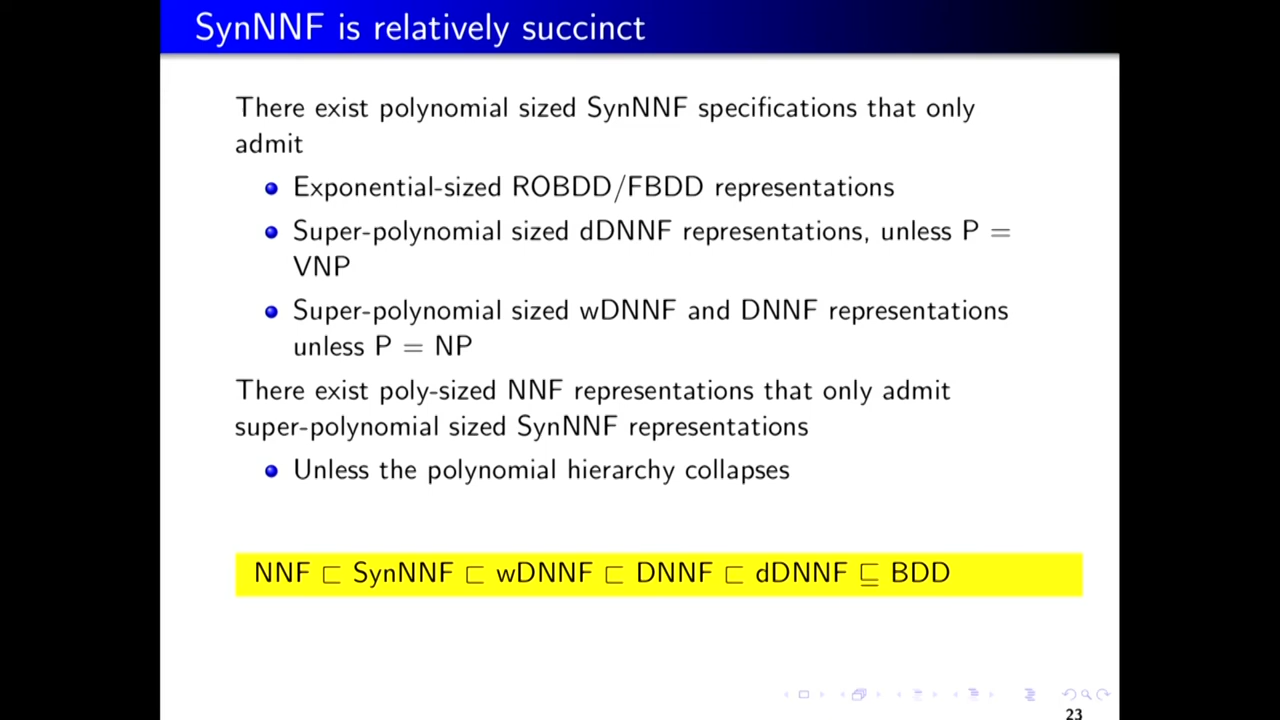 SynNNF is relatively succinct
There exist polynomial sized SynNNF specifications that only
admit
Exponential-sized ROBDD/FBDD representations
Super-polynomial sized dDNNF representations, unless P =
VNP
Super-polynomial sized wDNNF and DNNF representations
unless P = NP
There exist poly-sized NNF representations that only admit
super-polynomial sized SynNNF representations
Unless the polynomial hierarchy collapses
NNF ⊏ SynNNF ⊏ wDNNF ⊏ DNNF ⊏ dDNNF ⊑ BDD
23